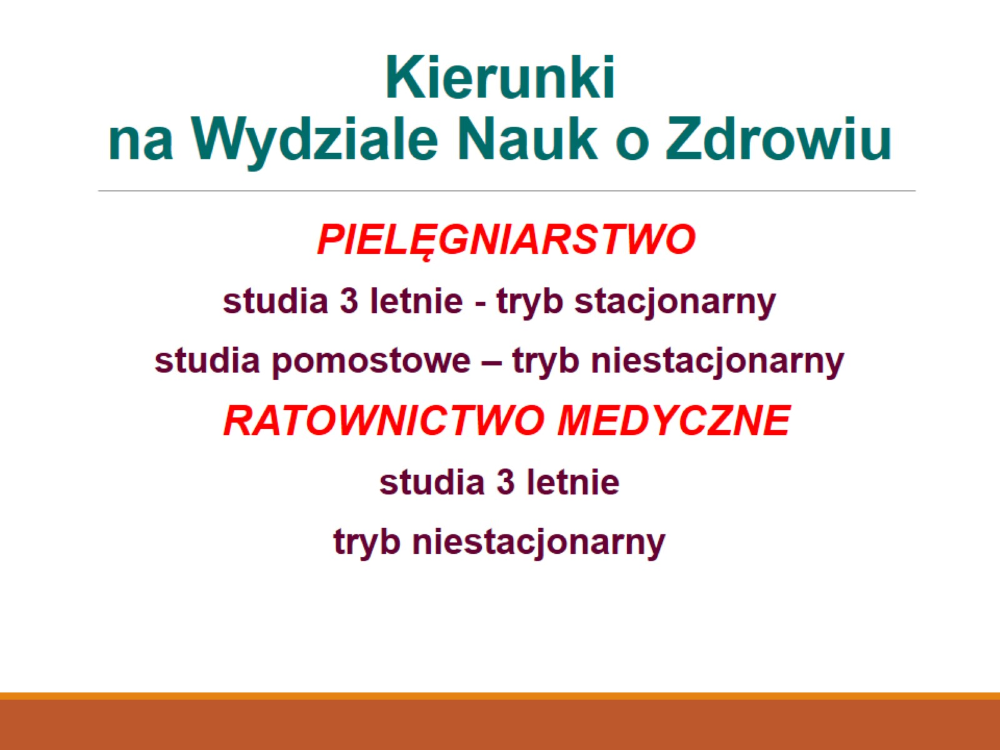 Kierunki
na Wydziale Nauk o Zdrowiu
PIELĘGNIARSTWO
studia 3 letnie - tryb stacjonarny
studia pomostowe – tryb niestacjonarny
RATOWNICTWO MEDYCZNE
studia 3 letnie
tryb niestacjonarny